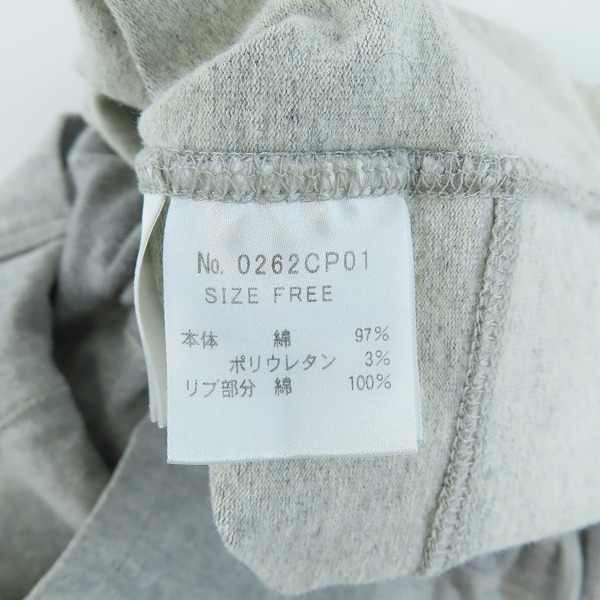 No. 0262CP01
SIZE FREE
本体 綿 97%
ポリウレタン 3%
リブ部分 綿 100%